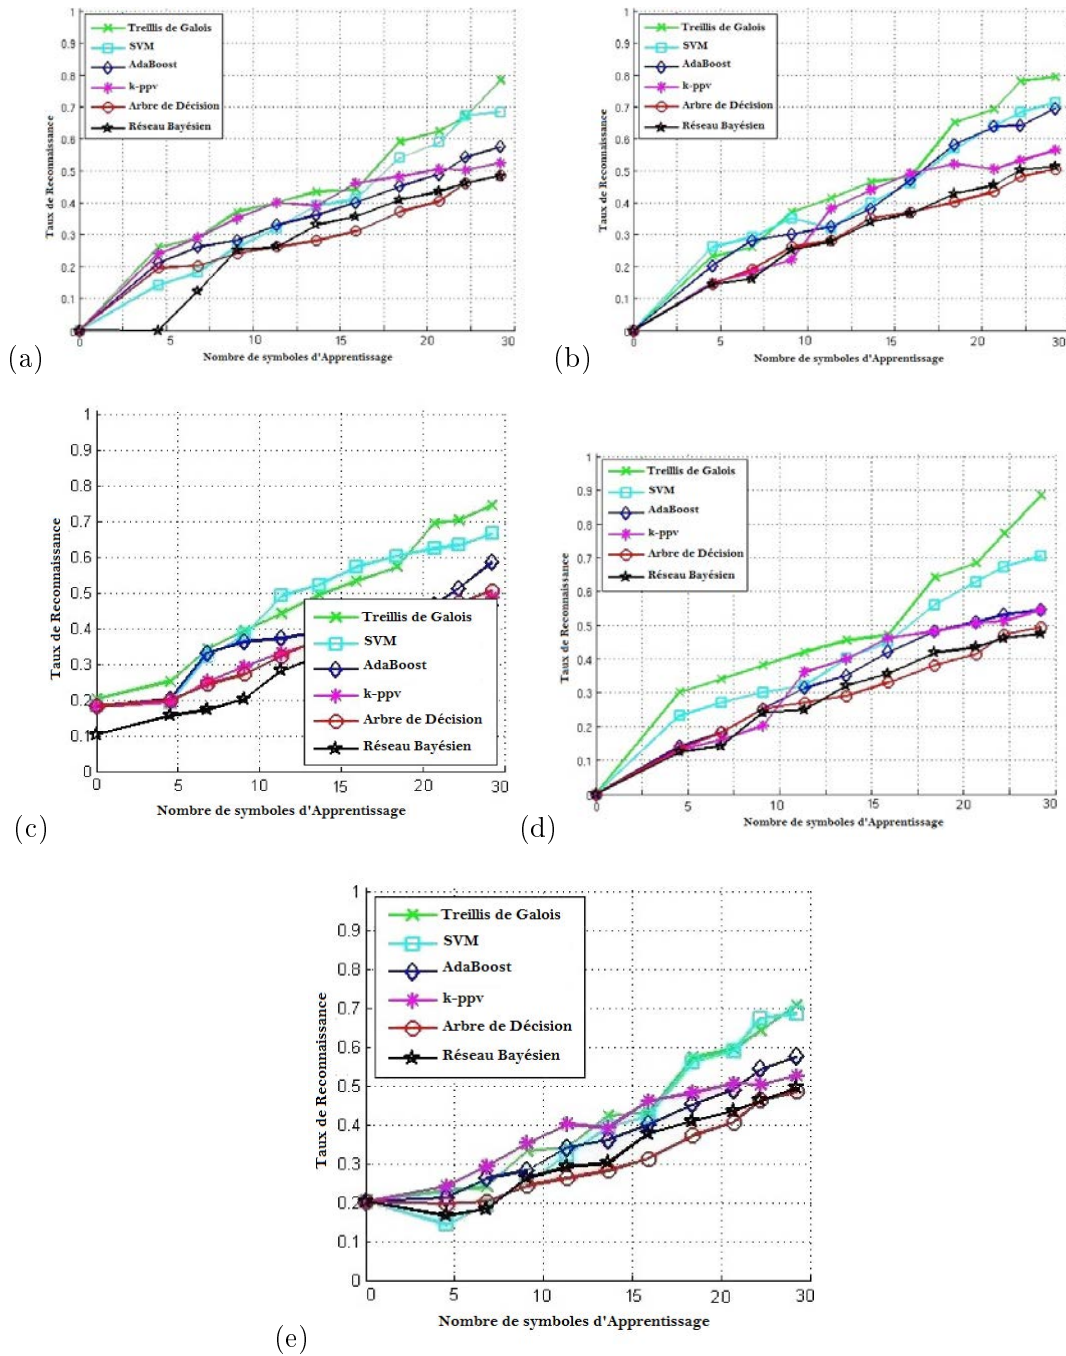 Taux de Reconnaissance
1
0.9
0.8
0.7
0.6
0.5
0.4
0.3
0.2
0.1
0
Treillis de Galois
SVM
AdaBoost
k-ppv
Arbre de Décision
Réseau Bayésien
0 5 10 15 20 30
Nombre de symboles d'Apprentissage
(a)
Taux de Reconnaissance
1
0.9
0.8
0.7
0.6
0.5
0.4
0.3
0.2
0.1
0
Treillis de Galois
SVM
AdaBoost
k-ppv
Arbre de Décision
Réseau Bayésien
0 5 10 15 20 30
Nombre de symboles d'Apprentissage
(b)
Taux de Reconnaissance
1
0.9
0.8
0.7
0.6
0.5
0.4
0.3
0.2
0.1
0
Treillis de Galois
SVM
AdaBoost
k-ppv
Arbre de Décision
Réseau Bayésien
0 5 10 15 20 30
Nombre de symboles d'Apprentissage
(c)
Taux de Reconnaissance
1
0.9
0.8
0.7
0.6
0.5
0.4
0.3
0.2
0.1
0
Treillis de Galois
SVM
AdaBoost
k-ppv
Arbre de Décision
Réseau Bayésien
0 5 10 15 20 30
Nombre de symboles d'Apprentissage
(d)
Taux de Reconnaissance
1
0.9
0.8
0.7
0.6
0.5
0.4
0.3
0.2
0.1
0
Treillis de Galois
SVM
AdaBoost
k-ppv
Arbre de Décision
Réseau Bayésien
0 5 10 15 20 30
Nombre de symboles d'Apprentissage
(e)